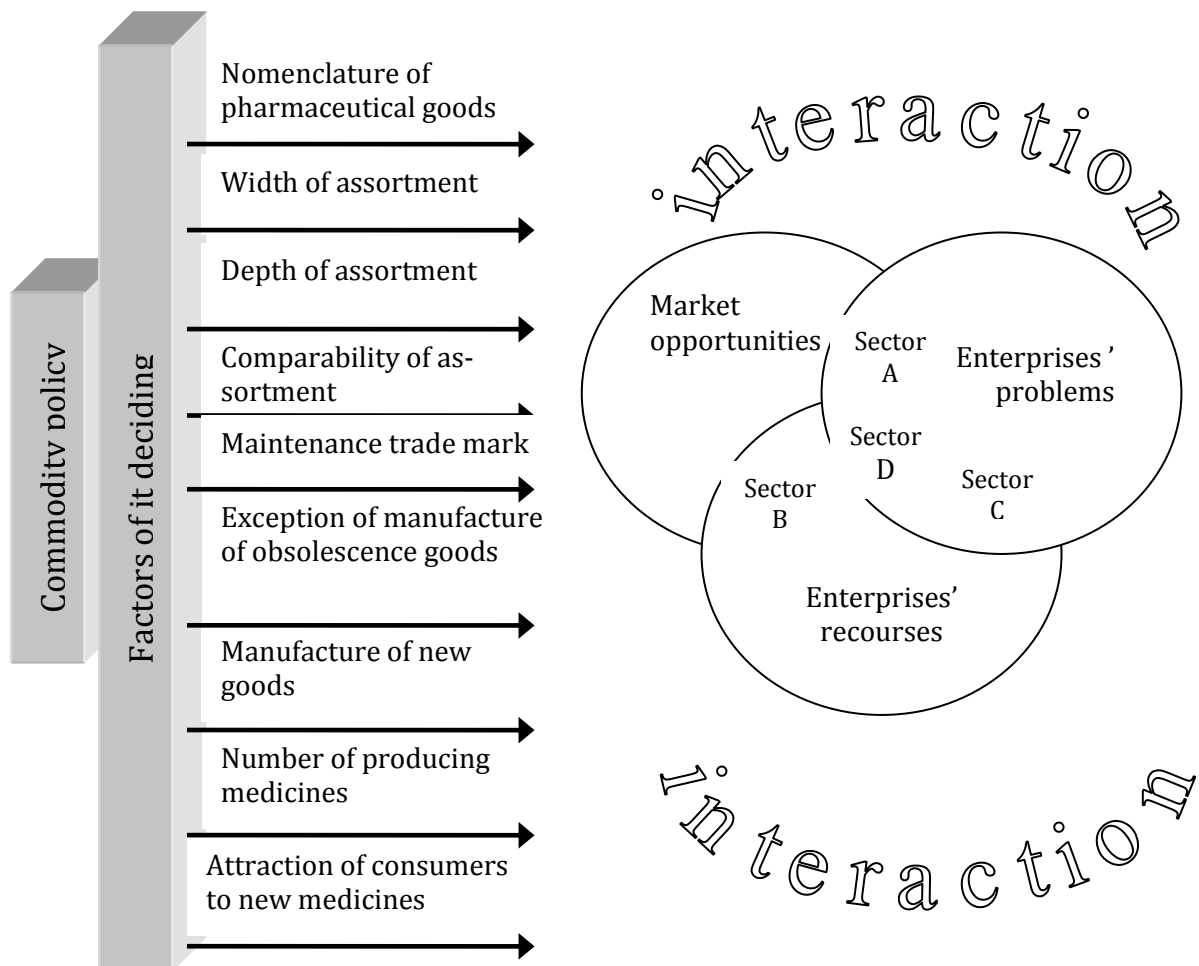 Commodity policy
Factors of it deciding
Nomenclature of
pharmaceutical goods
Width of assortment
Depth of assortment
Comparability of as-
sortment
Maintenance trade mark
Exception of manufacture
of obsolescence goods
Manufacture of new
goods
Number of producing
medicines
Attraction of consumers
to new medicines
interaction
Market
opportunities
Sector
A
Enterprises’
problems
Sector
D
Sector
B
Sector
C
Enterprises’
recourses
interaction